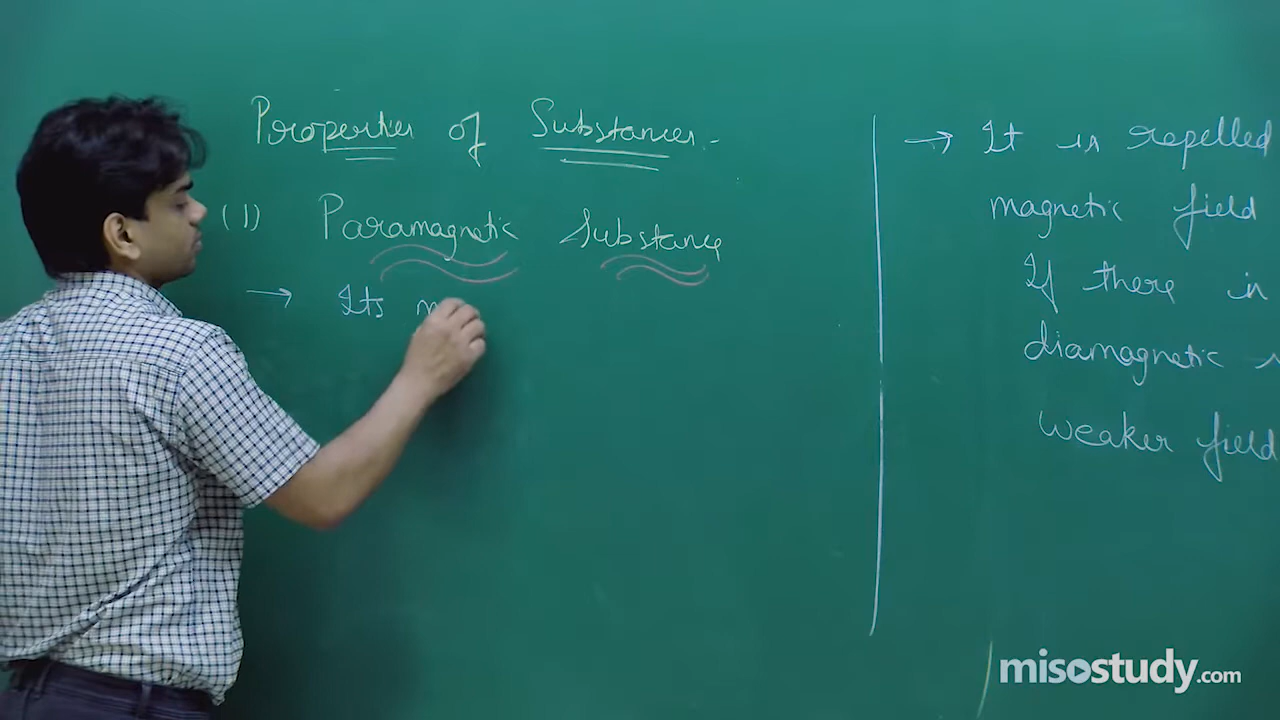 Properties of Substances.
(1) Paramagnetic Substance
→ Its
→ It is repelled
magnetic field
If there is
diamagnetic
weaker field
misostudy.com